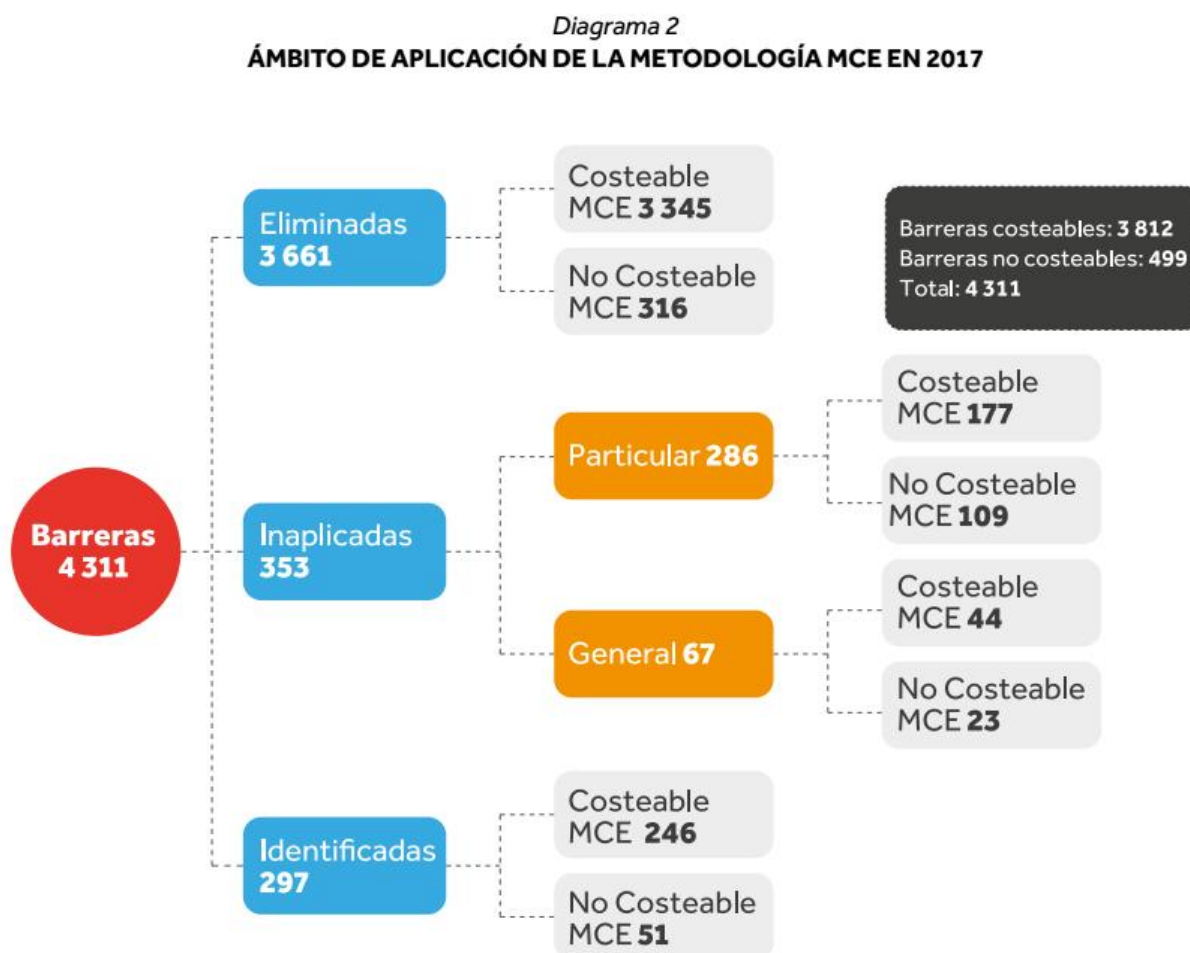 Diagrama 2
ÁMBITO DE APLICACIÓN DE LA METODOLOGÍA MCE EN 2017
Barreras
4 311
Eliminadas
3 661
Costeable
MCE 3 345
No Costeable
MCE 316
Barreras costeables: 3 812
Barreras no costeables: 499
Total: 4 311
Inaplicadas
353
Particular 286
Costeable
MCE 177
No Costeable
MCE 109
General 67
Costeable
MCE 44
No Costeable
MCE 23
Identificadas
297
Costeable
MCE 246
No Costeable
MCE 51